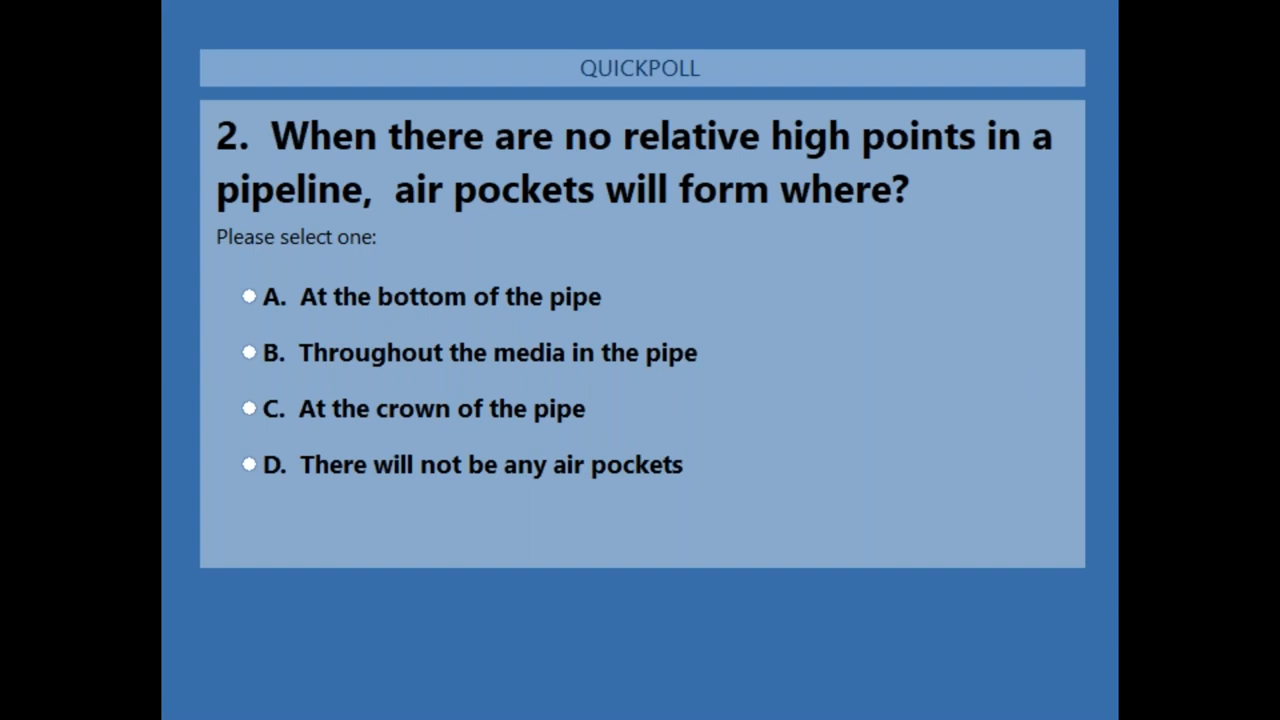 QUICKPOLL
2.  When there are no relative high points in a
pipeline,  air pockets will form where?
Please select one:
A.  At the bottom of the pipe
B.  Throughout the media in the pipe
C.  At the crown of the pipe
D.  There will not be any air pockets